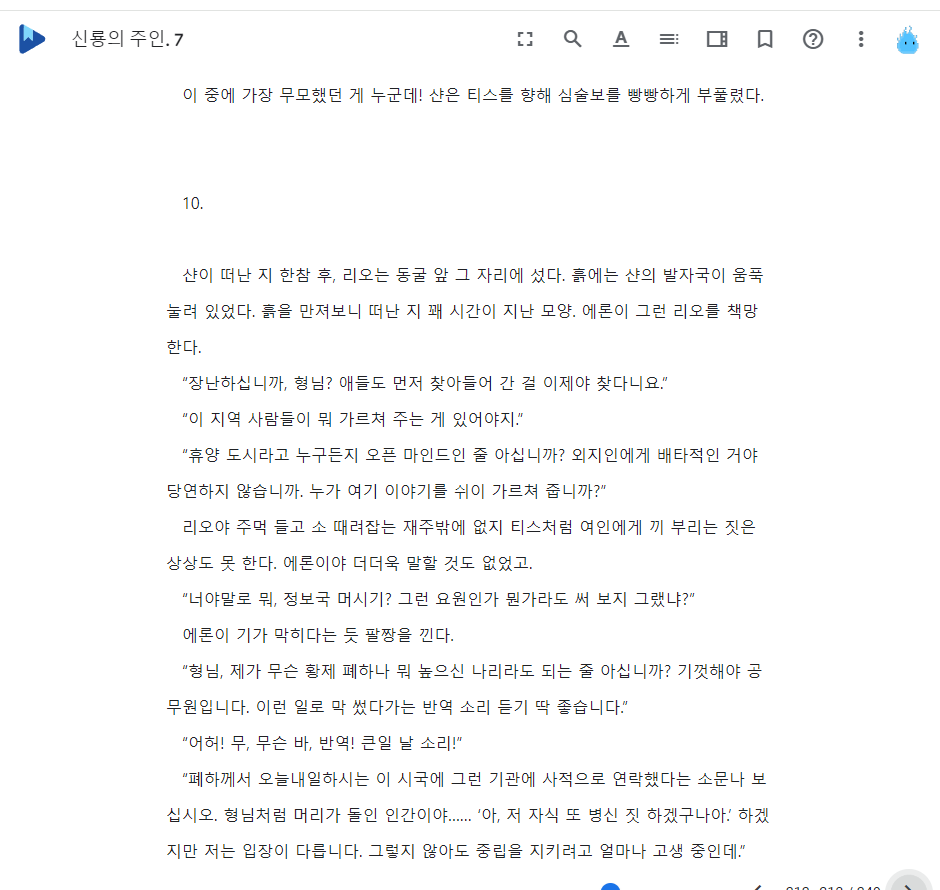 신룡의 주인. 7
이 중에 가장 무모했던 게 누군데! 샨은 티스를 향해 심술보를 빵빵하게 부풀렸다.
10.
샨이 떠난 지 한참 후, 리오는 동굴 앞 그 자리에 섰다. 흙에는 샨의 발자국이 움푹
눌려 있었다. 흙을 만져보니 떠난 지 꽤 시간이 지난 모양. 에론이 그런 리오를 책망
한다.
“장난하십니까, 형님? 애들도 먼저 찾아들어 간 걸 이제야 찾다니요.”
“이 지역 사람들이 뭐 가르쳐 주는 게 있어야지.”
“휴양 도시라고 누구든지 오픈 마인드인 줄 아십니까? 외지인에게 배타적인 거야
당연하지 않습니까. 누가 여기 이야기를 쉬이 가르쳐 줍니까?”
리오야 주먹 들고 소 때려잡는 재주밖에 없지 티스처럼 여인에게 끼 부리는 짓은
상상도 못 한다. 에론이야 더더욱 말할 것도 없었고.
“너야말로 뭐, 정보국 머시기? 그런 요원인가 뭔가라도 써 보지 그랬냐?”
에론이 기가 막히다는 듯 팔짱을 낀다.
“형님, 제가 무슨 황제 폐하나 뭐 높으신 나리라도 되는 줄 아십니까? 기껏해야 공
무원입니다. 이런 일로 막 썼다가는 반역 소리 듣기 딱 좋습니다.”
“어허! 무, 무슨 바, 반역! 큰일 날 소리!”
“폐하께서 오늘내일하시는 이 시국에 그런 기관에 사적으로 연락했다는 소문나 보
십시오. 형님처럼 머리가 돌인 인간이야…… ‘아, 저 자식 또 병신 짓 하겠구나아.’ 하겠
지만 저는 입장이 다릅니다. 그렇지 않아도 중립을 지키려고 얼마나 고생 중인데.”